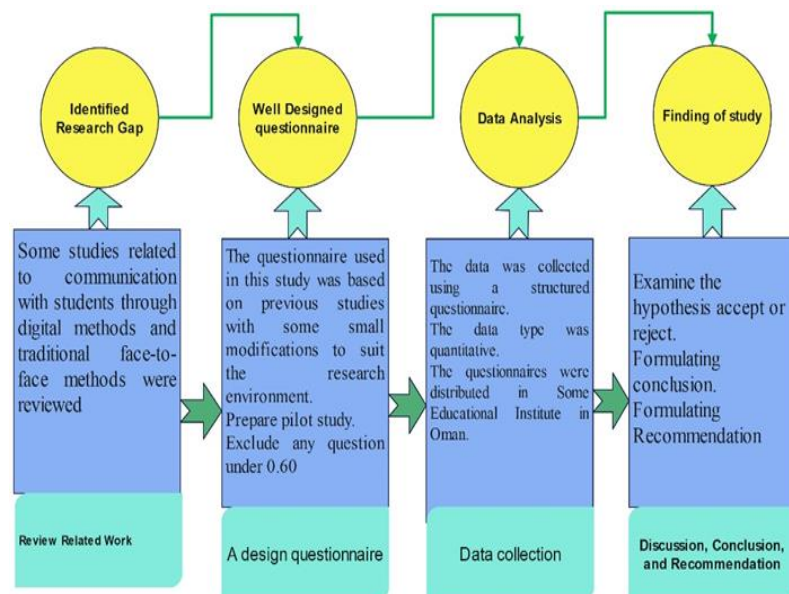 Identified
Research Gap
Well Designed
questionnaire
Data Analysis
Finding of study
Some studies related
to communication
with students through
digital methods and
traditional face-to-
face methods were
reviewed
Review Related Work
The questionnaire used
in this study was based
on previous studies
with some small
modifications to suit
the research
environment.
Prepare pilot study.
Exclude any question
under 0.60
A design questionnaire
The data was collected
using a structured
questionnaire.
The data type was
quantitative.
The questionnaires were
distributed in Some
Educational Institute in
Oman.
Data collection
Examine the
hypothesis accept or
reject.
Formulating
conclusion.
Formulating
Recommendation
Discussion, Conclusion,
and Recommendation